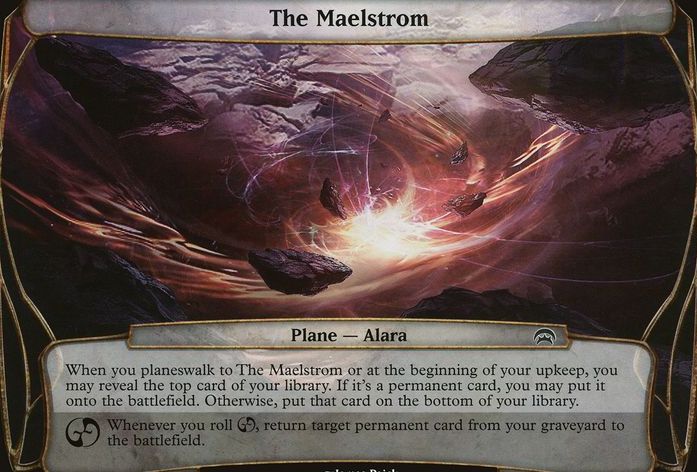 The Maelstrom
Plane — Alara
When you planeswalk to The Maelstrom or at the beginning of your upkeep, you
may reveal the top card of your library. If it's a permanent card, you may put it
onto the battlefield. Otherwise, put that card on the bottom of your library.
Whenever you roll , return target permanent card from your graveyard to
the battlefield.